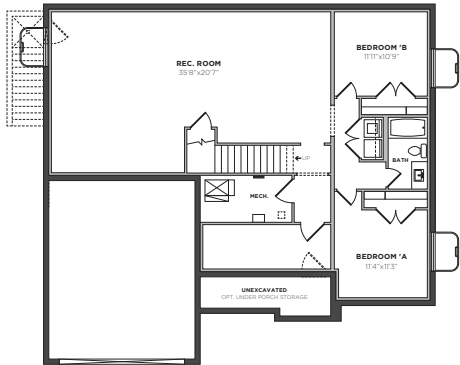 REC. ROOM
35'8"x20'7"
BEDROOM 'B
11'11"x10'9"
UP
BATH
MECH.
BEDROOM 'A
11'4"x11'3"
UNEXCAVATED
OPT. UNDER PORCH STORAGE